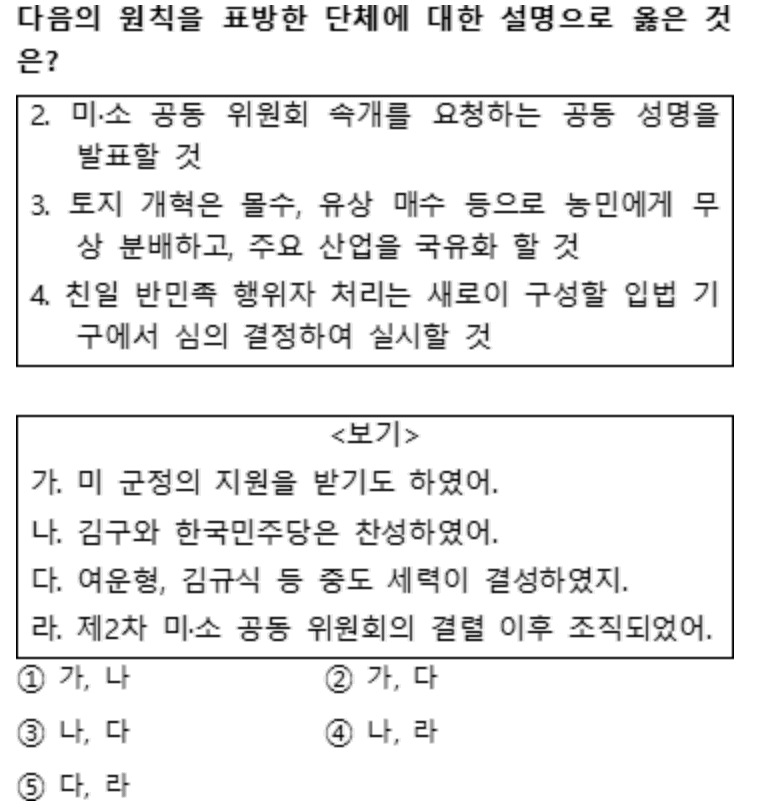 다음의 원칙을 표방한 단체에 대한 설명으로 옳은 것
은?
2. 미·소 공동 위원회 속개를 요청하는 공동 성명을
발표할 것
3. 토지 개혁은 몰수, 유상 매수 등으로 농민에게 무
상 분배하고, 주요 산업을 국유화 할 것
4. 친일 반민족 행위자 처리는 새로이 구성할 입법 기
구에서 심의 결정하여 실시할 것
<보기>
가. 미 군정의 지원을 받기도 하였어.
나. 김구와 한국민주당은 찬성하였어.
다. 여운형, 김규식 등 중도 세력이 결성하였지.
라. 제2차 미·소 공동 위원회의 결렬 이후 조직되었어.
① 가, 나 ② 가, 다
③ 나, 다 ④ 나, 라
⑤ 다, 라